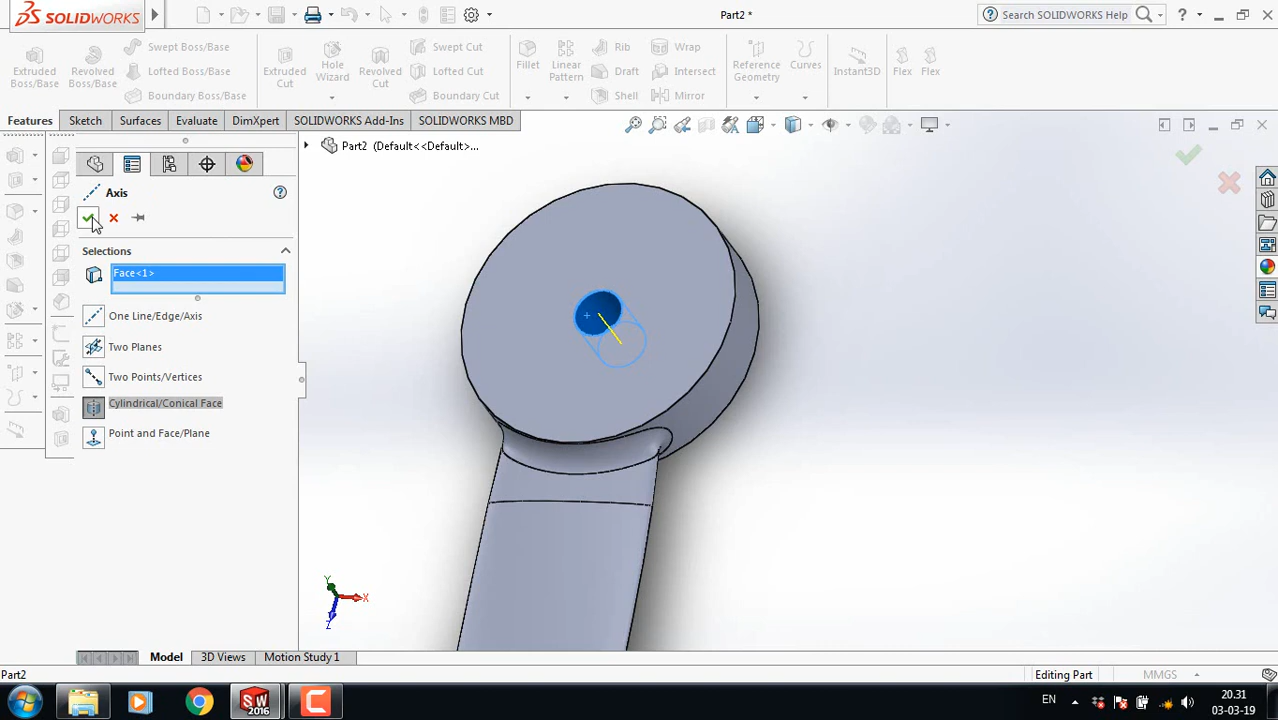 SOLIDWORKS
Part2 *
Search SOLIDWORKS Help
Extruded Boss/Base
Revolved Boss/Base
Swept Boss/Base
Lofted Boss/Base
Boundary Boss/Base
Extruded Cut
Hole Wizard
Revolved Cut
Swept Cut
Lofted Cut
Boundary Cut
Fillet
Linear Pattern
Rib
Draft
Shell
Wrap
Intersect
Mirror
Reference Geometry
Curves
Instant3D
Flex
Flex
Features
Sketch
Surfaces
Evaluate
DimXpert
SOLIDWORKS Add-Ins
SOLIDWORKS MBD
Part2 (Default<<Default>...
Axis
Selections
Face<1>
One Line/Edge/Axis
Two Planes
Two Points/Vertices
Cylindrical/Conical Face
Point and Face/Plane
Y
X
Z
Model
3D Views
Motion Study 1
Part2
Editing Part
MMGS
SW
2016
EN
20.31
03-03-19